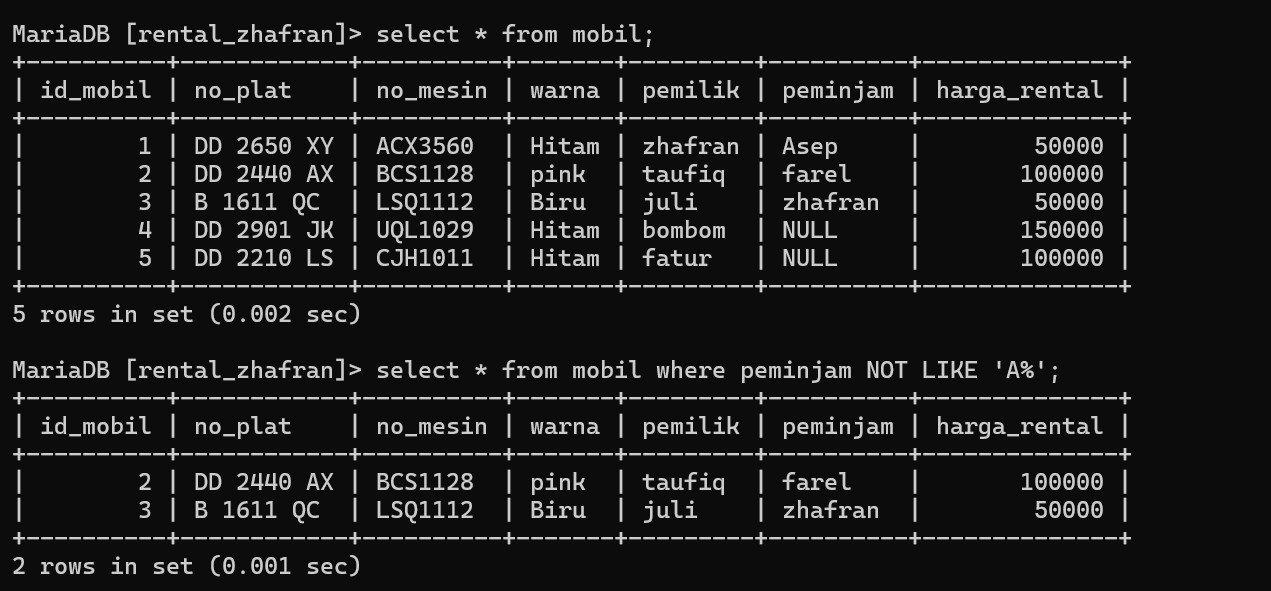 MariaDB [rental_zhafran]> select * from mobil;
+----------+------------+----------+-------+---------+----------+--------------+
| id_mobil | no_plat    | no_mesin | warna | pemilik | peminjam | harga_rental |
+----------+------------+----------+-------+---------+----------+--------------+
|        1 | DD 2650 XY | ACX3560  | Hitam | zhafran | Asep     |        50000 |
|        2 | DD 2440 AX | BCS1128  | pink  | taufiq  | farel    |       100000 |
|        3 | B 1611 QC  | LSQ1112  | Biru  | juli    | zhafran  |        50000 |
|        4 | DD 2901 JK | UQL1029  | Hitam | bombom  | NULL     |       150000 |
|        5 | DD 2210 LS | CJH1011  | Hitam | fatur   | NULL     |       100000 |
+----------+------------+----------+-------+---------+----------+--------------+
5 rows in set (0.002 sec)

MariaDB [rental_zhafran]> select * from mobil where peminjam NOT LIKE 'A%';
+----------+------------+----------+-------+---------+----------+--------------+
| id_mobil | no_plat    | no_mesin | warna | pemilik | peminjam | harga_rental |
+----------+------------+----------+-------+---------+----------+--------------+
|        2 | DD 2440 AX | BCS1128  | pink  | taufiq  | farel    |       100000 |
|        3 | B 1611 QC  | LSQ1112  | Biru  | juli    | zhafran  |        50000 |
+----------+------------+----------+-------+---------+----------+--------------+
2 rows in set (0.001 sec)